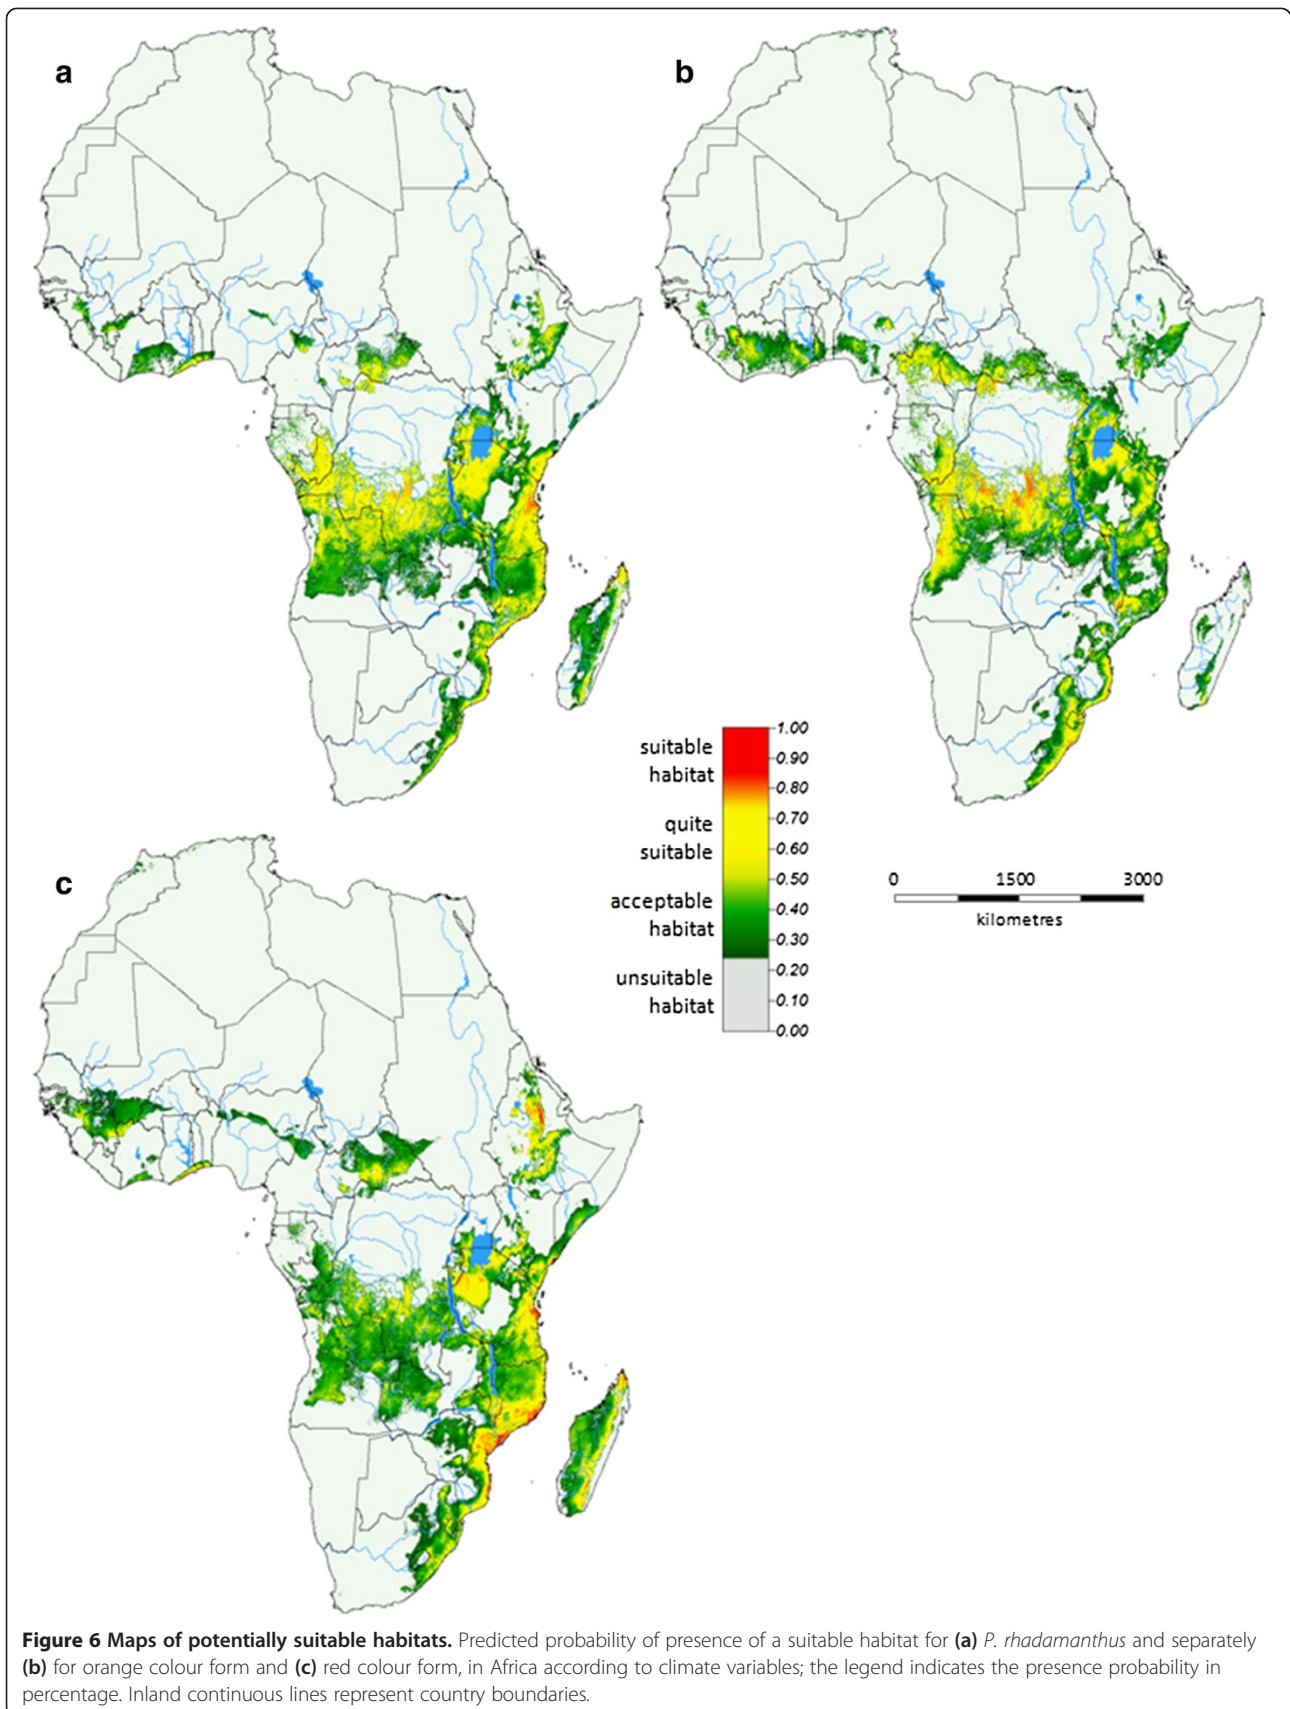 a
b
suitable
habitat
quite
suitable
acceptable
habitat
unsuitable
habitat
1.00
0.90
0.80
0.70
0.60
0.50
0.40
0.30
0.20
0.10
0.00
0 1500 3000
kilometres
c
Figure 6 Maps of potentially suitable habitats. Predicted probability of presence of a suitable habitat for (a) P. rhadamanthus and separately
(b) for orange colour form and (c) red colour form, in Africa according to climate variables; the legend indicates the presence probability in
percentage. Inland continuous lines represent country boundaries.